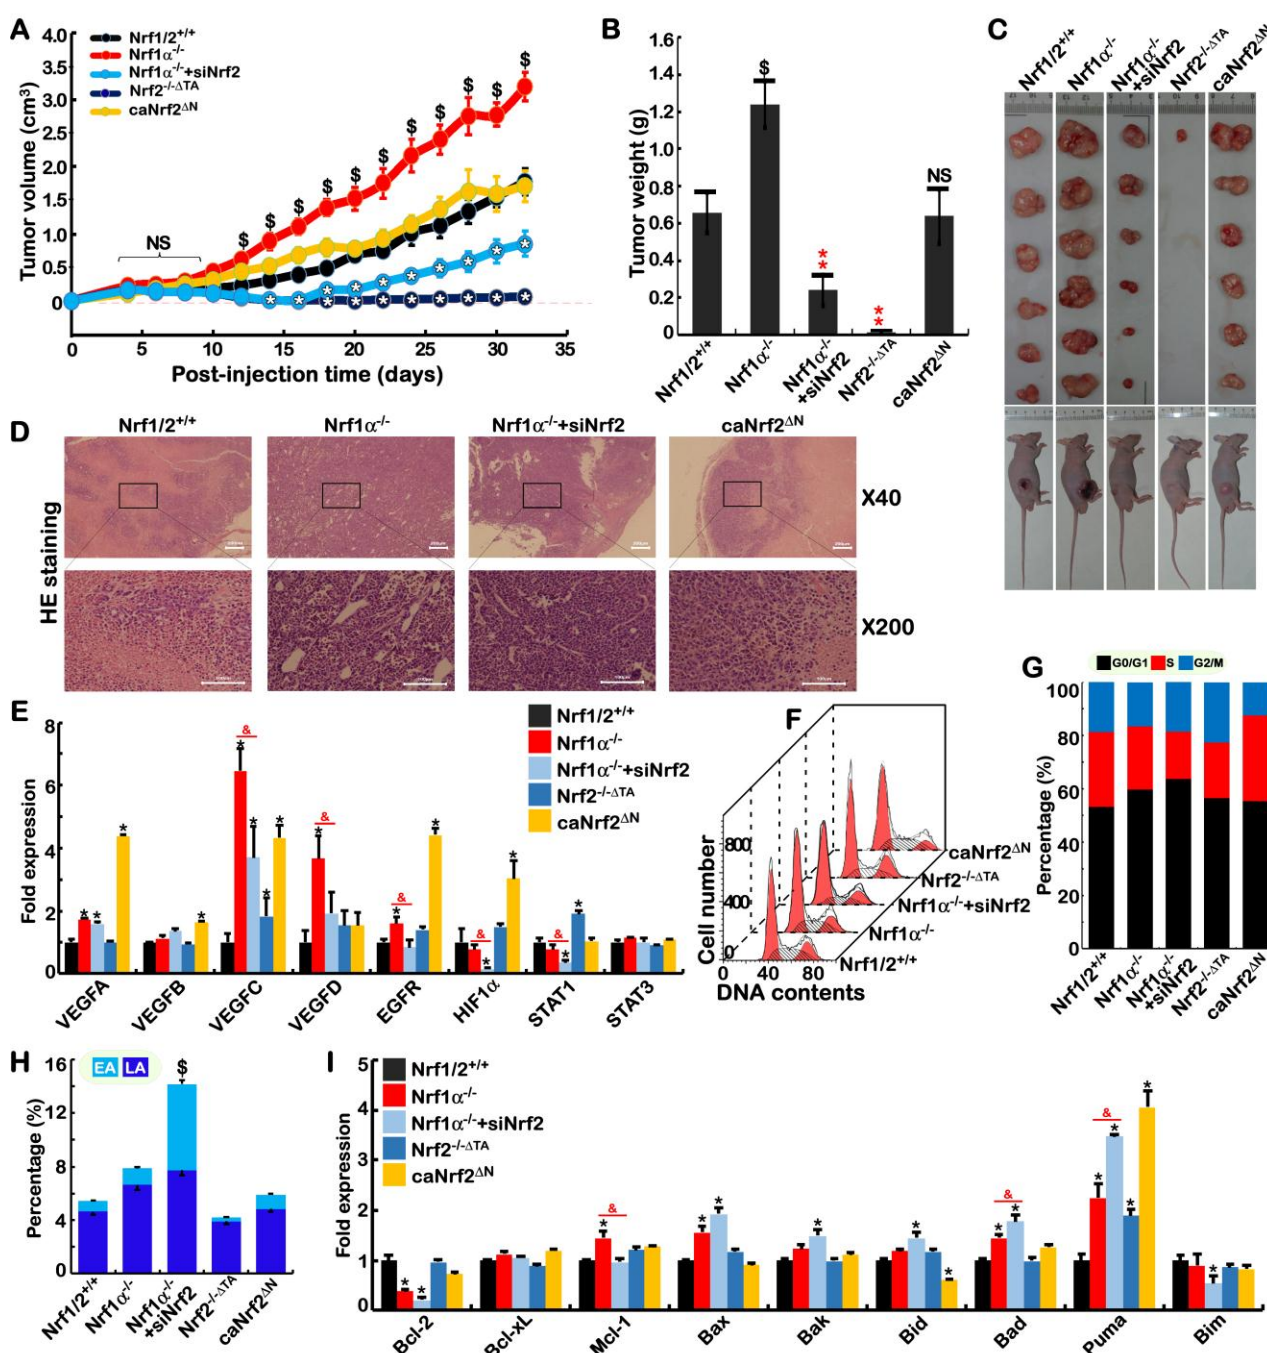 A
Tumor volume (cm³)
4.0
3.5
3.0
2.5
2.0
1.5
1.0
0.5
0
Nrf1/2+/+
Nrf1α-/-
Nrf1α-/-+siNrf2
Nrf2-/-ΔTA
caNrf2ΔN
NS
$ $ $ $ $ $ $ $ $ $ $
* * * * * * * * * *
0 5 10 15 20 25 30 35
Post-injection time (days)
B
Tumor weight (g)
1.6
1.4
1.2
1.0
0.8
0.6
0.4
0.2
0
$
**
**
NS
Nrf1/2+/+
Nrf1α-/-
Nrf1α-/-
+siNrf2
Nrf2-/-ΔTA
caNrf2ΔN
C
Nrf1/2+/+
Nrf1α-/-
Nrf1α-/-
+siNrf2
Nrf2-/-ΔTA
caNrf2ΔN
D
HE staining
Nrf1/2+/+ Nrf1α-/- Nrf1α-/-+siNrf2 caNrf2ΔN
X40
X200
E
Fold expression
8
6
4
2
0
Nrf1/2+/+
Nrf1α-/-
Nrf1α-/-+siNrf2
Nrf2-/-ΔTA
caNrf2ΔN
& & & & &
VEGFA VEGFB VEGFC VEGFD EGFR HIF1α STAT1 STAT3
F
Cell number
800
400
0
0 40 80
DNA contents
caNrf2ΔN
Nrf2-/-ΔTA
Nrf1α-/-+siNrf2
Nrf1α-/-
Nrf1/2+/+
G
G0/G1 S G2/M
Percentage (%)
100
80
60
40
20
0
Nrf1/2+/+
Nrf1α-/-
Nrf1α-/-
+siNrf2
Nrf2-/-ΔTA
caNrf2ΔN
H
EA LA
Percentage (%)
16
12
8
4
0
$
Nrf1/2+/+
Nrf1α-/-
Nrf1α-/-
+siNrf2
Nrf2-/-ΔTA
caNrf2ΔN
I
Fold expression
5
4
3
2
1
0
Nrf1/2+/+
Nrf1α-/-
Nrf1α-/-+siNrf2
Nrf2-/-ΔTA
caNrf2ΔN
& & &
Bcl-2 Bcl-xL Mcl-1 Bax Bak Bid Bad Puma Bim